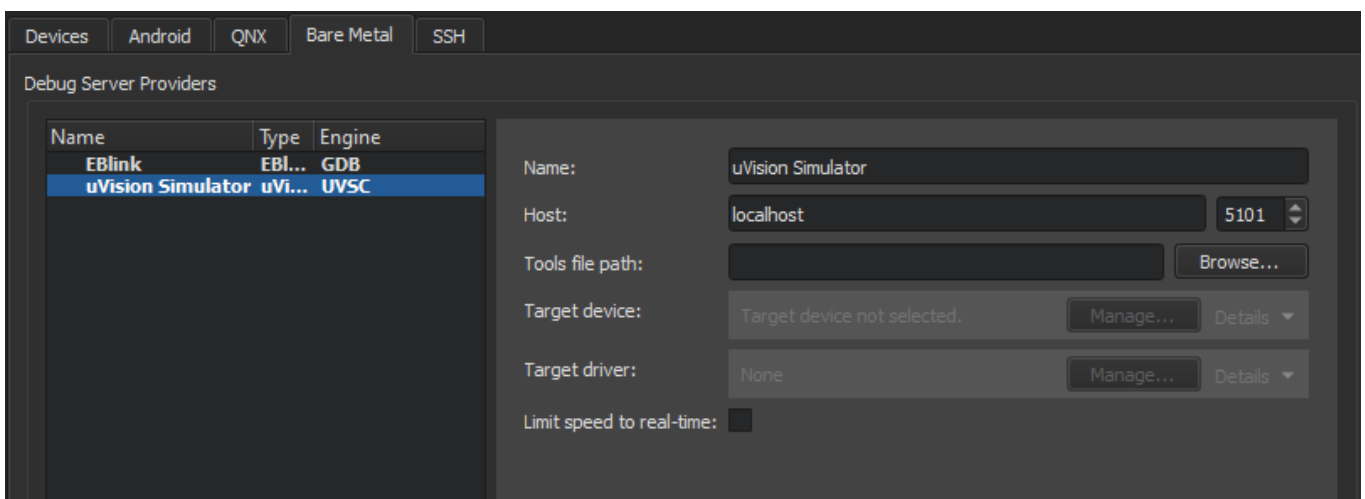 Devices Android QNX Bare Metal SSH
Debug Server Providers
Name Type Engine
EBlink EBl... GDB
uVision Simulator uVi... UVSC
Name: uVision Simulator
Host: localhost 5101
Tools file path: Browse...
Target device: Target device not selected. Manage... Details
Target driver: None Manage... Details
Limit speed to real-time: